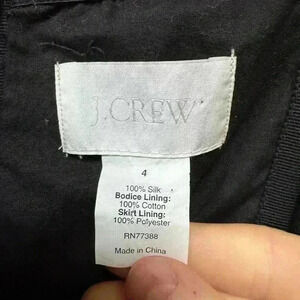 J.CREW
4
100% Silk
Bodice Lining:
100% Cotton
Skirt Lining:
100% Polyester
RN77388
Made in China